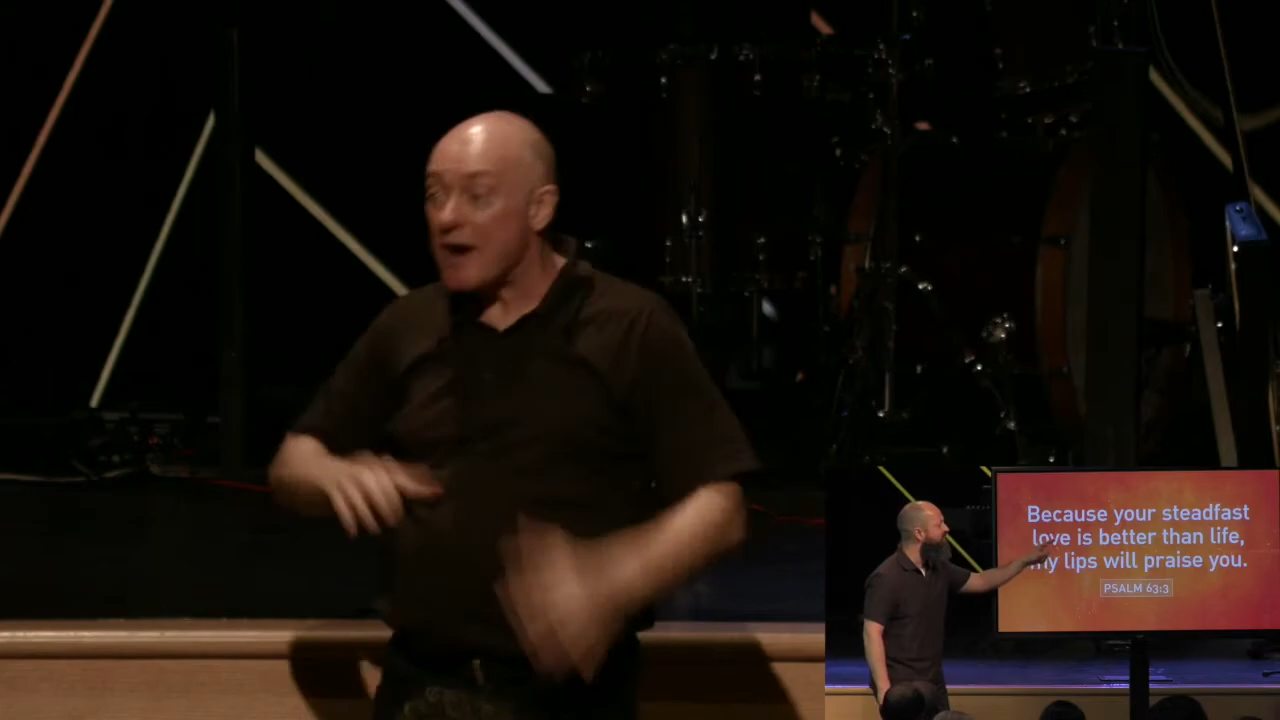 Because your steadfast
love is better than life,
my lips will praise you.
PSALM 63:3